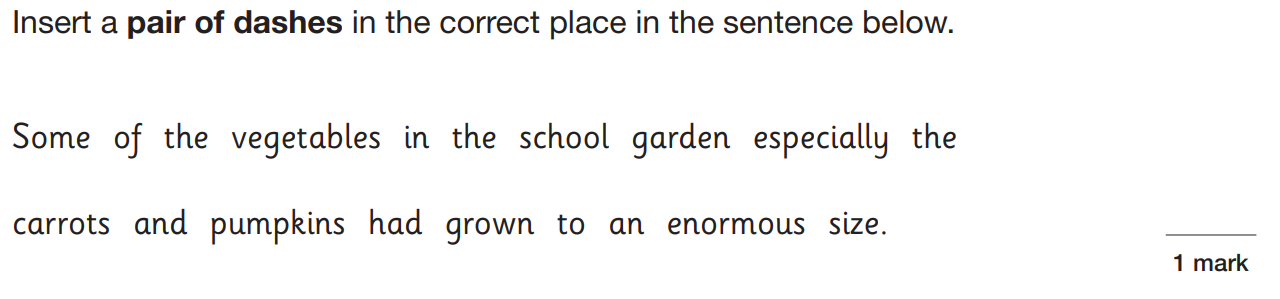 Insert a pair of dashes in the correct place in the sentence below.
Some of the vegetables in the school garden especially the
carrots and pumpkins had grown to an enormous size.
1 mark